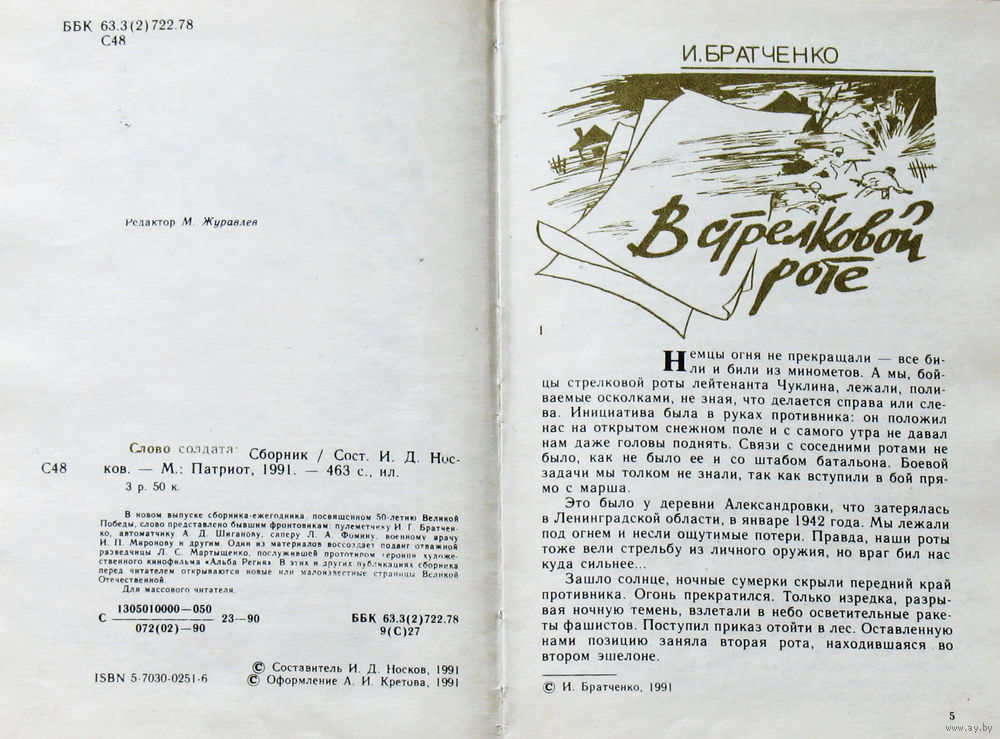 ББК 63.3(2)722.78
С48
Редактор М. Журавлев
Слово солдата: Сборник / Сост. И. Д. Нос-
С48 ков. — М.: Патриот, 1991. — 463 с., ил.
3 р. 50 к.
В новом выпуске сборника-ежегодника, посвященном 50-летию Великой
Победы, слово представлено бывшим фронтовикам: пулеметчику И. Г. Братчен-
ко, автоматчику А. Д. Шиганову, саперу Л. А. Фомину, военному врачу
И. П. Миронову и другим. Один из материалов воссоздает подвиг отважной
разведчицы Л. С. Мартыщенко, послужившей прототипом героини художе-
ственного кинофильма «Альба Регия». В этих и других публикациях сборника
перед читателем открываются новые или малоизвестные страницы Великой
Отечественной.
Для массового читателя.
С 1305010000—050
072(02)—90 23—90
ББК 63.3(2)722.78
9(С)27
ISBN 5-7030-0251-6
© Составитель И. Д. Носков, 1991
© Оформление А. И. Кретова, 1991
И. БРАТЧЕНКО
В стрелковой
роте
1
Немцы огня не прекращали — все би-
ли и били из минометов. А мы, бой-
цы стрелковой роты лейтенанта Чуклина, лежали, поли-
ваемые осколками, не зная, что делается справа или сле-
ва. Инициатива была в руках противника: он положил
нас на открытом снежном поле и с самого утра не давал
нам даже головы поднять. Связи с соседними ротами не
было, как не было ее и со штабом батальона. Боевой
задачи мы толком не знали, так как вступили в бой пря-
мо с марша.
Это было у деревни Александровки, что затерялась
в Ленинградской области, в январе 1942 года. Мы лежали
под огнем и несли ощутимые потери. Правда, наши роты
тоже вели стрельбу из личного оружия, но враг бил нас
куда сильнее...
Зашло солнце, ночные сумерки скрыли передний край
противника. Огонь прекратился. Только изредка, разры-
вая ночную темень, взлетали в небо осветительные раке-
ты фашистов. Поступил приказ отойти в лес. Оставленную
нами позицию заняла вторая рота, находившаяся во
втором эшелоне.
© И. Братченко, 1991
5
www.ay.by